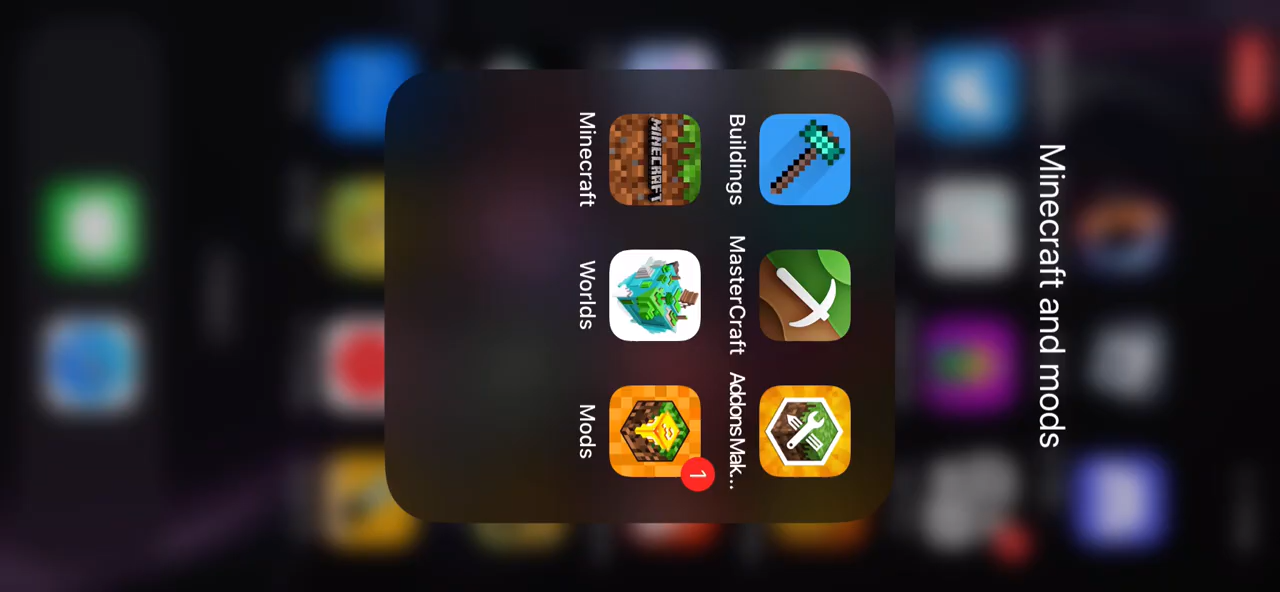 Minecraft and mods
Buildings
MasterCraft
AddonsMak...
MINECRAFT
1
Minecraft
Worlds
Mods